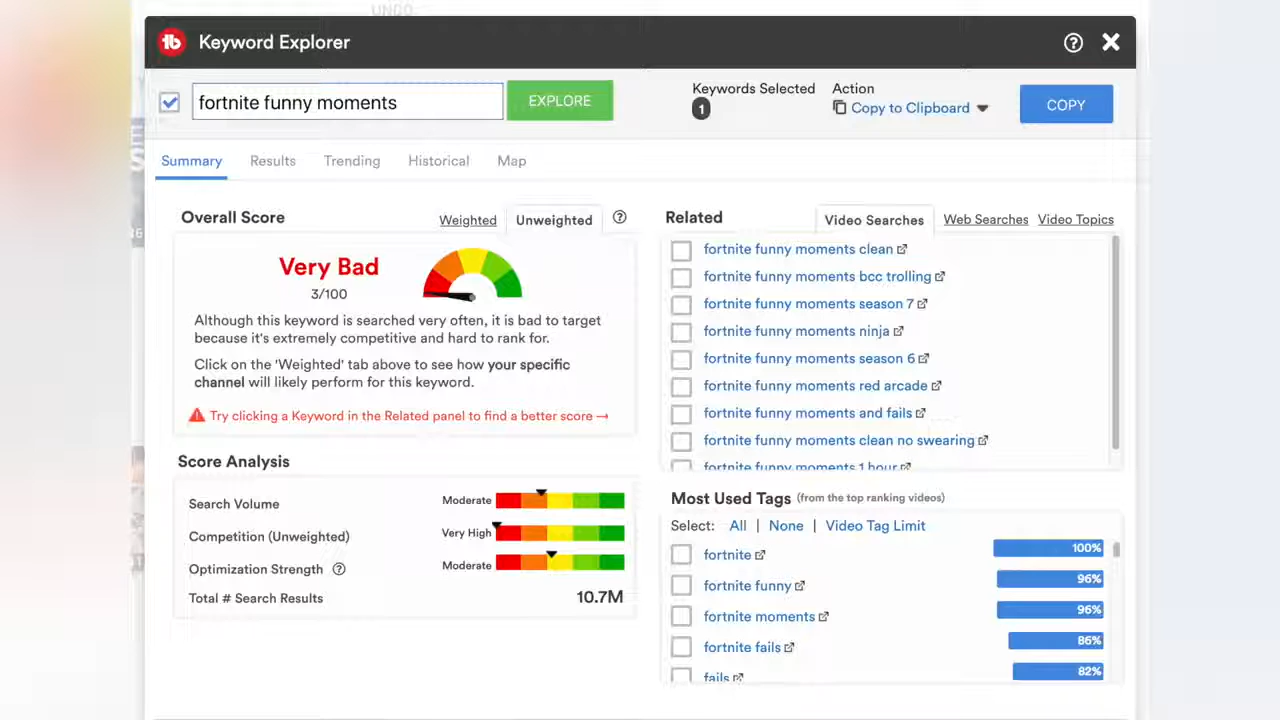 UNDO
tb Keyword Explorer
fortnite funny moments
EXPLORE
Keywords Selected
1
Action
Copy to Clipboard
COPY
Summary Results Trending Historical Map
Overall Score
Weighted Unweighted
Very Bad
3/100
Although this keyword is searched very often, it is bad to target
because it's extremely competitive and hard to rank for.
Click on the 'Weighted' tab above to see how your specific
channel will likely perform for this keyword.
Try clicking a Keyword in the Related panel to find a better score →
Score Analysis
Search Volume Moderate
Competition (Unweighted) Very High
Optimization Strength Moderate
Total # Search Results 10.7M
Related
Video Searches Web Searches Video Topics
fortnite funny moments clean
fortnite funny moments bcc trolling
fortnite funny moments season 7
fortnite funny moments ninja
fortnite funny moments season 6
fortnite funny moments red arcade
fortnite funny moments and fails
fortnite funny moments clean no swearing
fortnite funny moments 1 hour
Most Used Tags (from the top ranking videos)
Select: All | None | Video Tag Limit
fortnite 100%
fortnite funny 96%
fortnite moments 96%
fortnite fails 86%
fails 82%